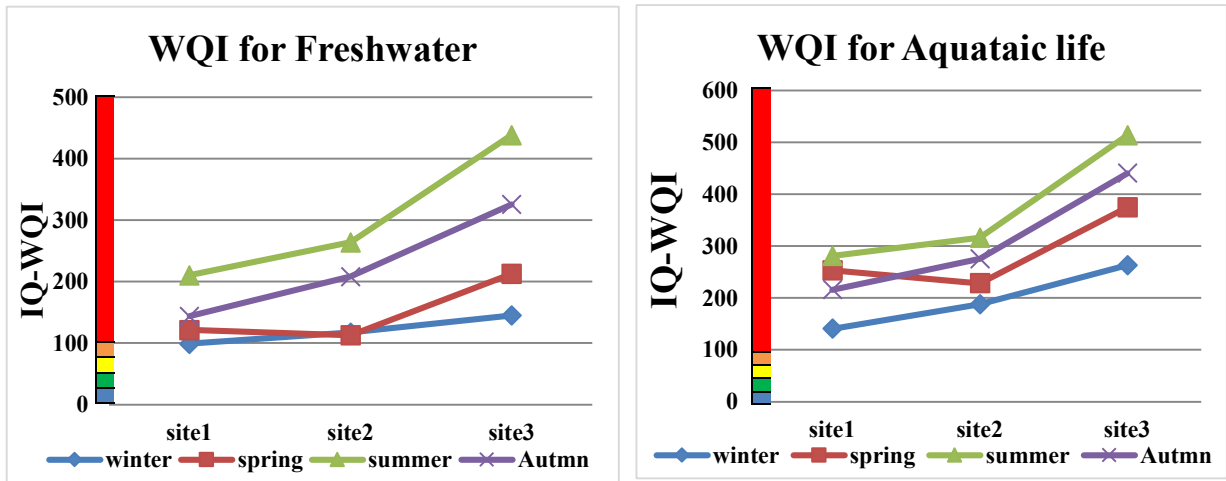 WQI for Freshwater
IQ-WQI
500
400
300
200
100
0
site1 site2 site3
winter spring summer Autmn
WQI for Aquataic life
IQ-WQI
600
500
400
300
200
100
0
site1 site2 site3
winter spring summer Autmn